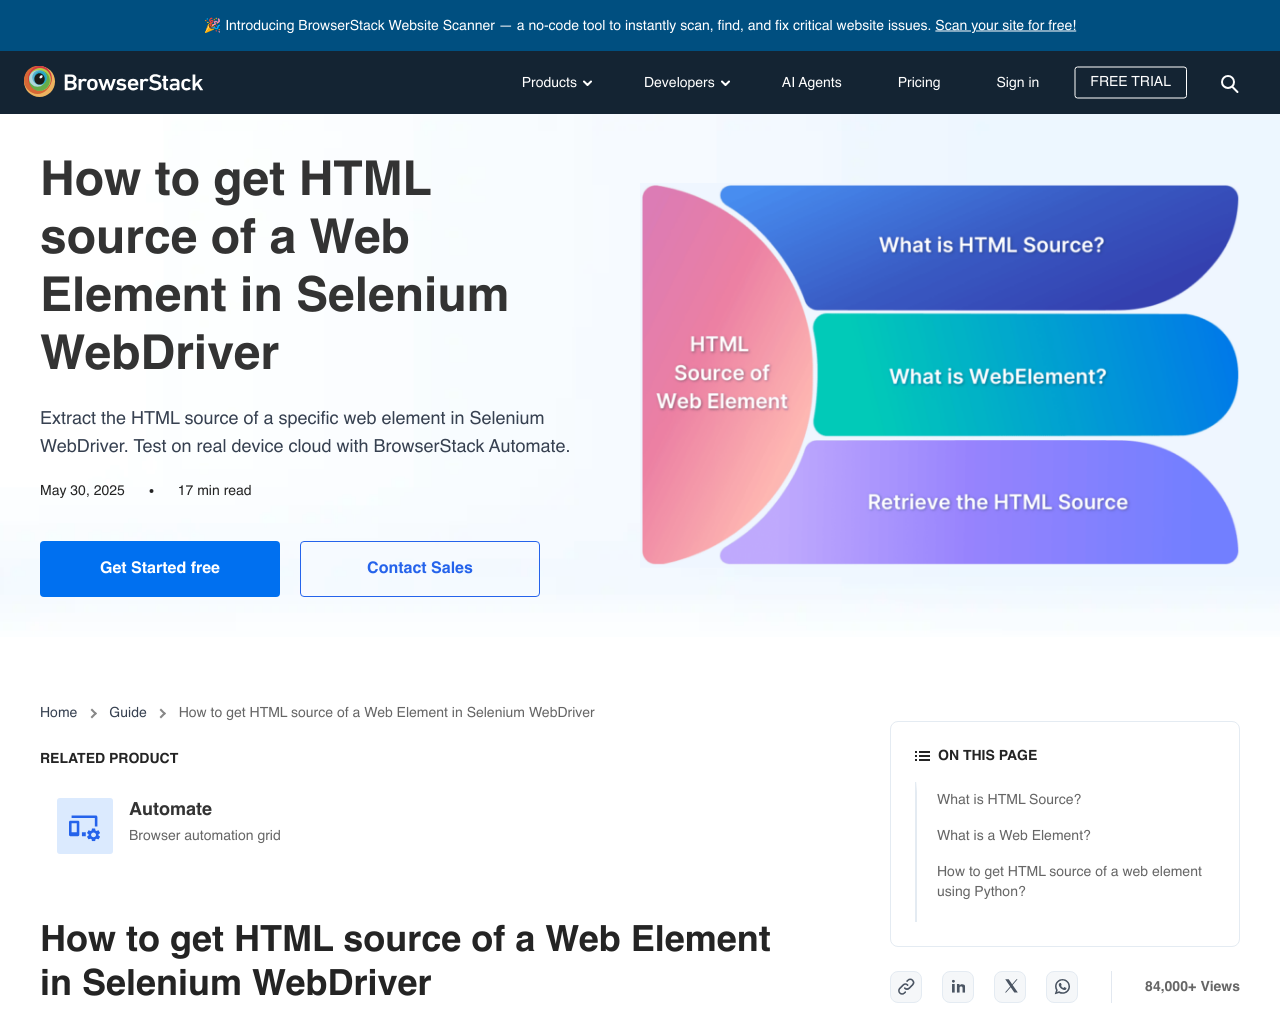 🎉 Introducing BrowserStack Website Scanner — a no-code tool to instantly scan, find, and fix critical website issues. Scan your site for free!
BrowserStack
Products
Developers
AI Agents
Pricing
Sign in
FREE TRIAL
How to get HTML
source of a Web
Element in Selenium
WebDriver
Extract the HTML source of a specific web element in Selenium
WebDriver. Test on real device cloud with BrowserStack Automate.
May 30, 2025 • 17 min read
Get Started free
Contact Sales
HTML
Source of
Web Element
What is HTML Source?
What is WebElement?
Retrieve the HTML Source
Home > Guide > How to get HTML source of a Web Element in Selenium WebDriver
RELATED PRODUCT
Automate
Browser automation grid
How to get HTML source of a Web Element
in Selenium WebDriver
ON THIS PAGE
What is HTML Source?
What is a Web Element?
How to get HTML source of a web element
using Python?
84,000+ Views